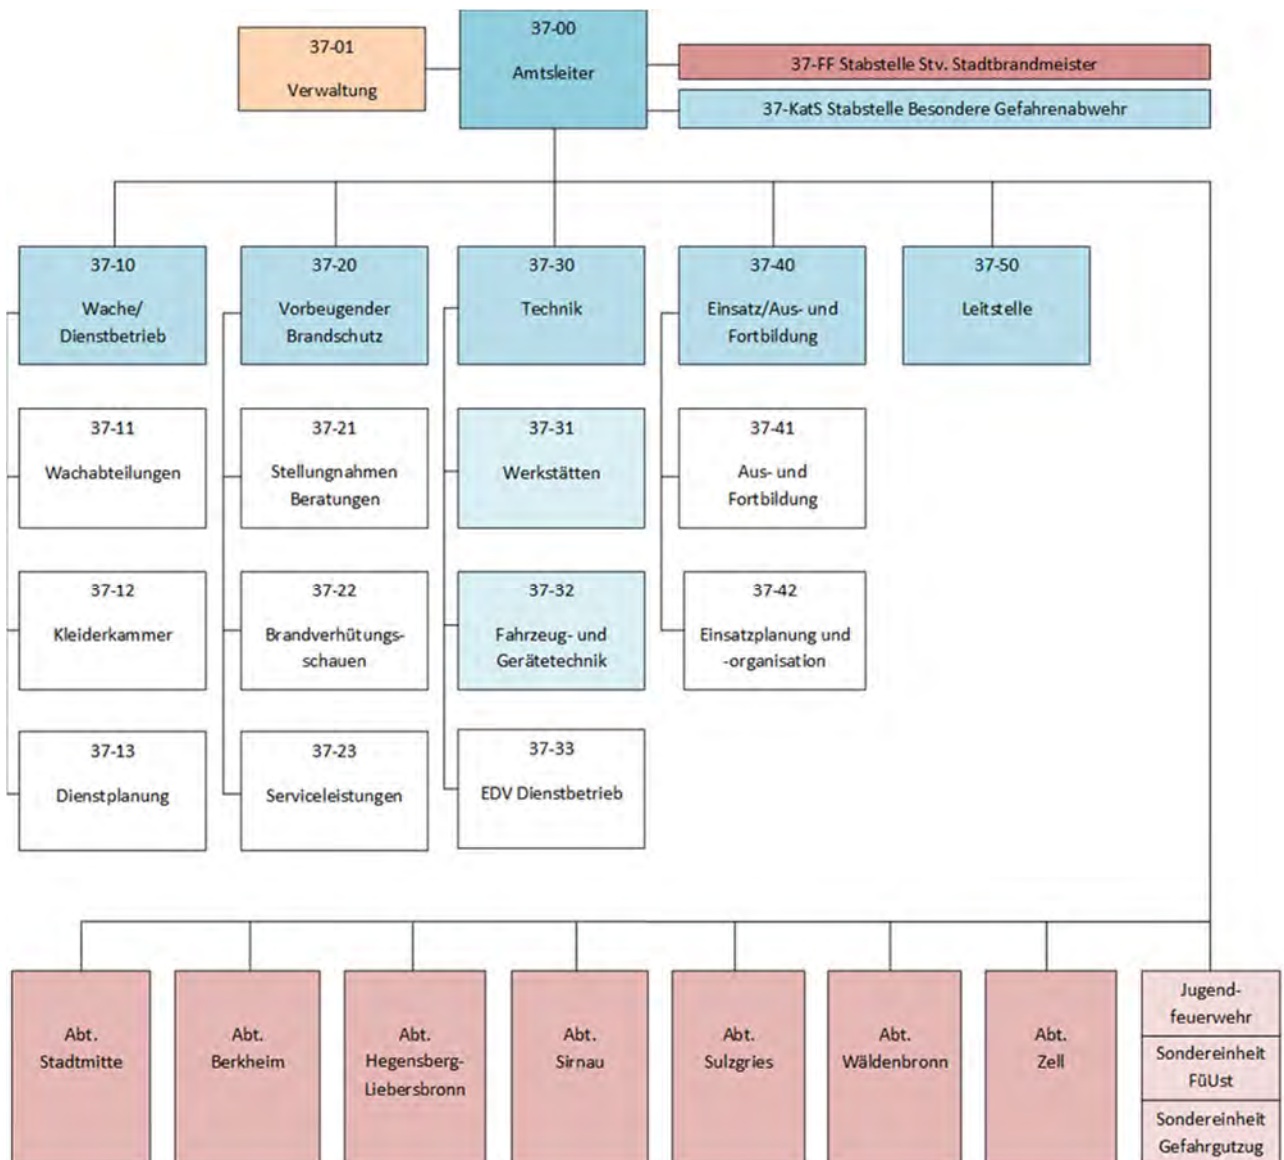 37-01
Verwaltung
37-00
Amtsleiter
37-FF Stabstelle Stv. Stadtbrandmeister
37-KatS Stabstelle Besondere Gefahrenabwehr
37-10
Wache/
Dienstbetrieb
37-20
Vorbeugender
Brandschutz
37-30
Technik
37-40
Einsatz/Aus- und
Fortbildung
37-50
Leitstelle
37-11
Wachabteilungen
37-21
Stellungnahmen
Beratungen
37-31
Werkstätten
37-41
Aus- und
Fortbildung
37-12
Kleiderkammer
37-22
Brandverhütungs-
schauen
37-32
Fahrzeug- und
Gerätetechnik
37-42
Einsatzplanung und
-organisation
37-13
Dienstplanung
37-23
Serviceleistungen
37-33
EDV Dienstbetrieb
Abt.
Stadtmitte
Abt.
Berkheim
Abt.
Hegensberg-
Liebersbronn
Abt.
Sirnau
Abt.
Sulzgries
Abt.
Wäldenbronn
Abt.
Zell
Jugend-
feuerwehr
Sondereinheit
FüUst
Sondereinheit
Gefahrgutzug